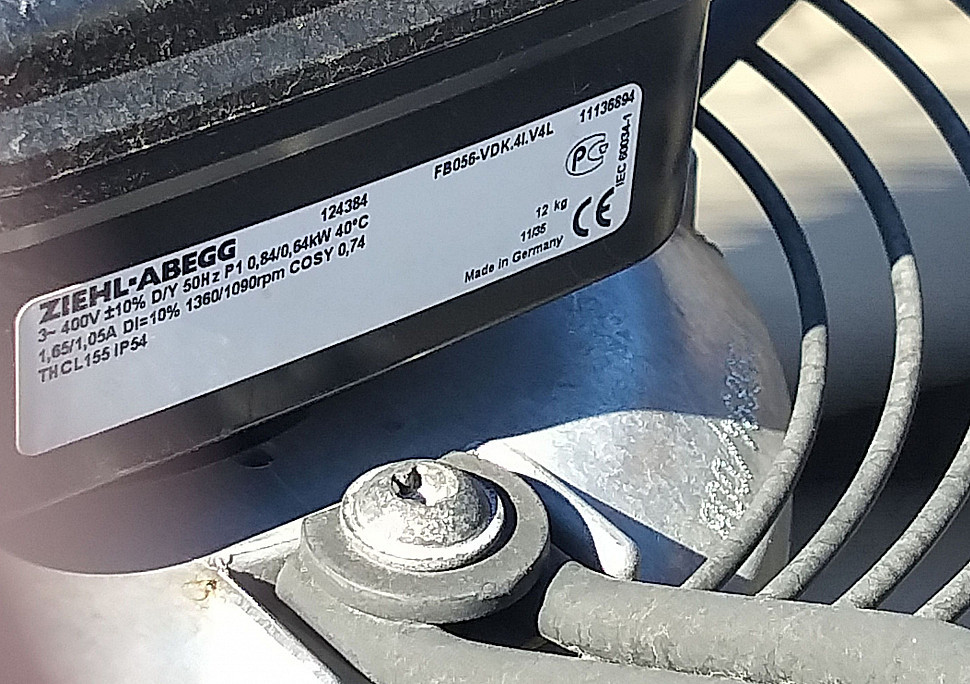 ZIEHL-ABEGG 124384 FB056-VDK.4I.V4L 11136894
3~ 400V ±10% D/Y 50Hz P1 0,84/0,64kW 40°C
1,65/1,05A DI=10% 1360/1090rpm COSY 0,74
THCL155 IP54
12 kg
11/35
Made in Germany
CE
IEC 60034-1